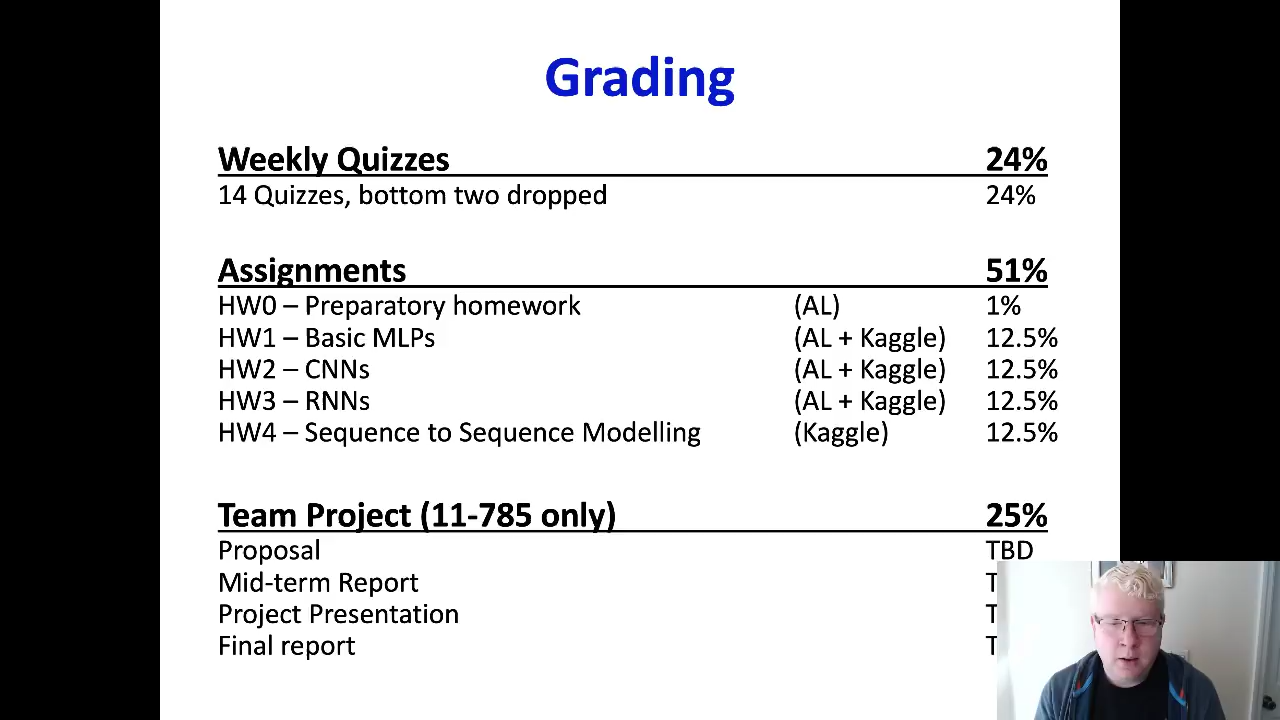 Grading
Weekly Quizzes 24%
14 Quizzes, bottom two dropped 24%
Assignments 51%
HW0 – Preparatory homework (AL) 1%
HW1 – Basic MLPs (AL + Kaggle) 12.5%
HW2 – CNNs (AL + Kaggle) 12.5%
HW3 – RNNs (AL + Kaggle) 12.5%
HW4 – Sequence to Sequence Modelling (Kaggle) 12.5%
Team Project (11-785 only) 25%
Proposal TBD
Mid-term Report
Project Presentation
Final report